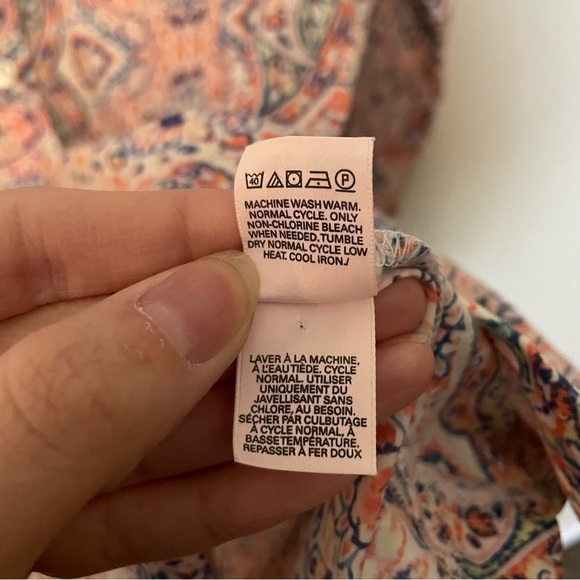 40 P
MACHINE WASH WARM.
NORMAL CYCLE. ONLY
NON-CHLORINE BLEACH
WHEN NEEDED. TUMBLE
DRY NORMAL CYCLE LOW
HEAT. COOL IRON./
LAVER À LA MACHINE,
À L'EAU TIÈDE. CYCLE
NORMAL. UTILISER
UNIQUEMENT DU
JAVELLISANT SANS
CHLORE, AU BESOIN.
SÉCHER PAR CULBUTAGE
À CYCLE NORMAL, À
BASSE TEMPÉRATURE.
REPASSER À FER DOUX